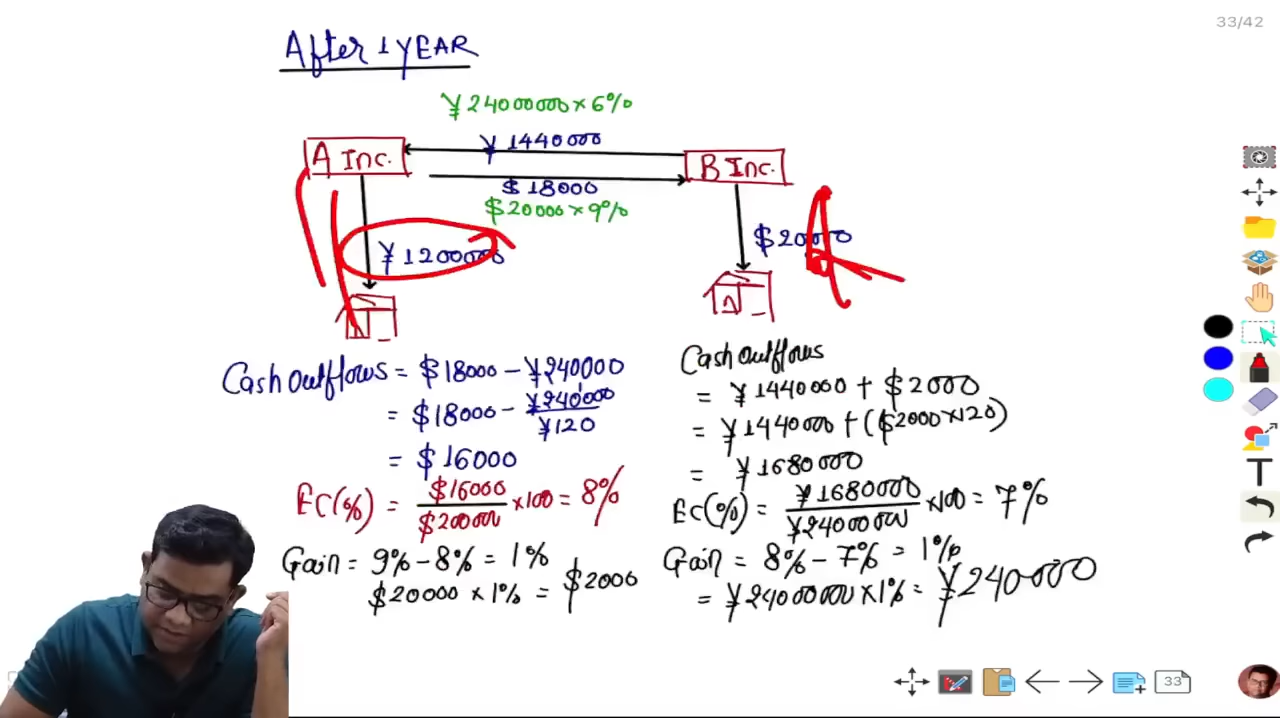 33/42
After 1 YEAR
¥24000000×6%
¥1440000
A Inc.
B Inc.
$18000
$20000×9%
¥1200000
$20000
Cash outflows = $18000 - ¥240000
= $18000 - ¥240000/¥120
= $16000
EC(%) = $16000/$200000 ×100 = 8%
Gain = 9% - 8% = 1%
$20000 × 1% = $2000
Cash outflows
= ¥1440000 + $2000
= ¥1440000 + ($2000×120)
= ¥1680000
EC(%) = ¥1680000/¥24000000 ×100 = 7%
Gain = 8% - 7% = 1%
= ¥24000000×1% = ¥240000
T
33